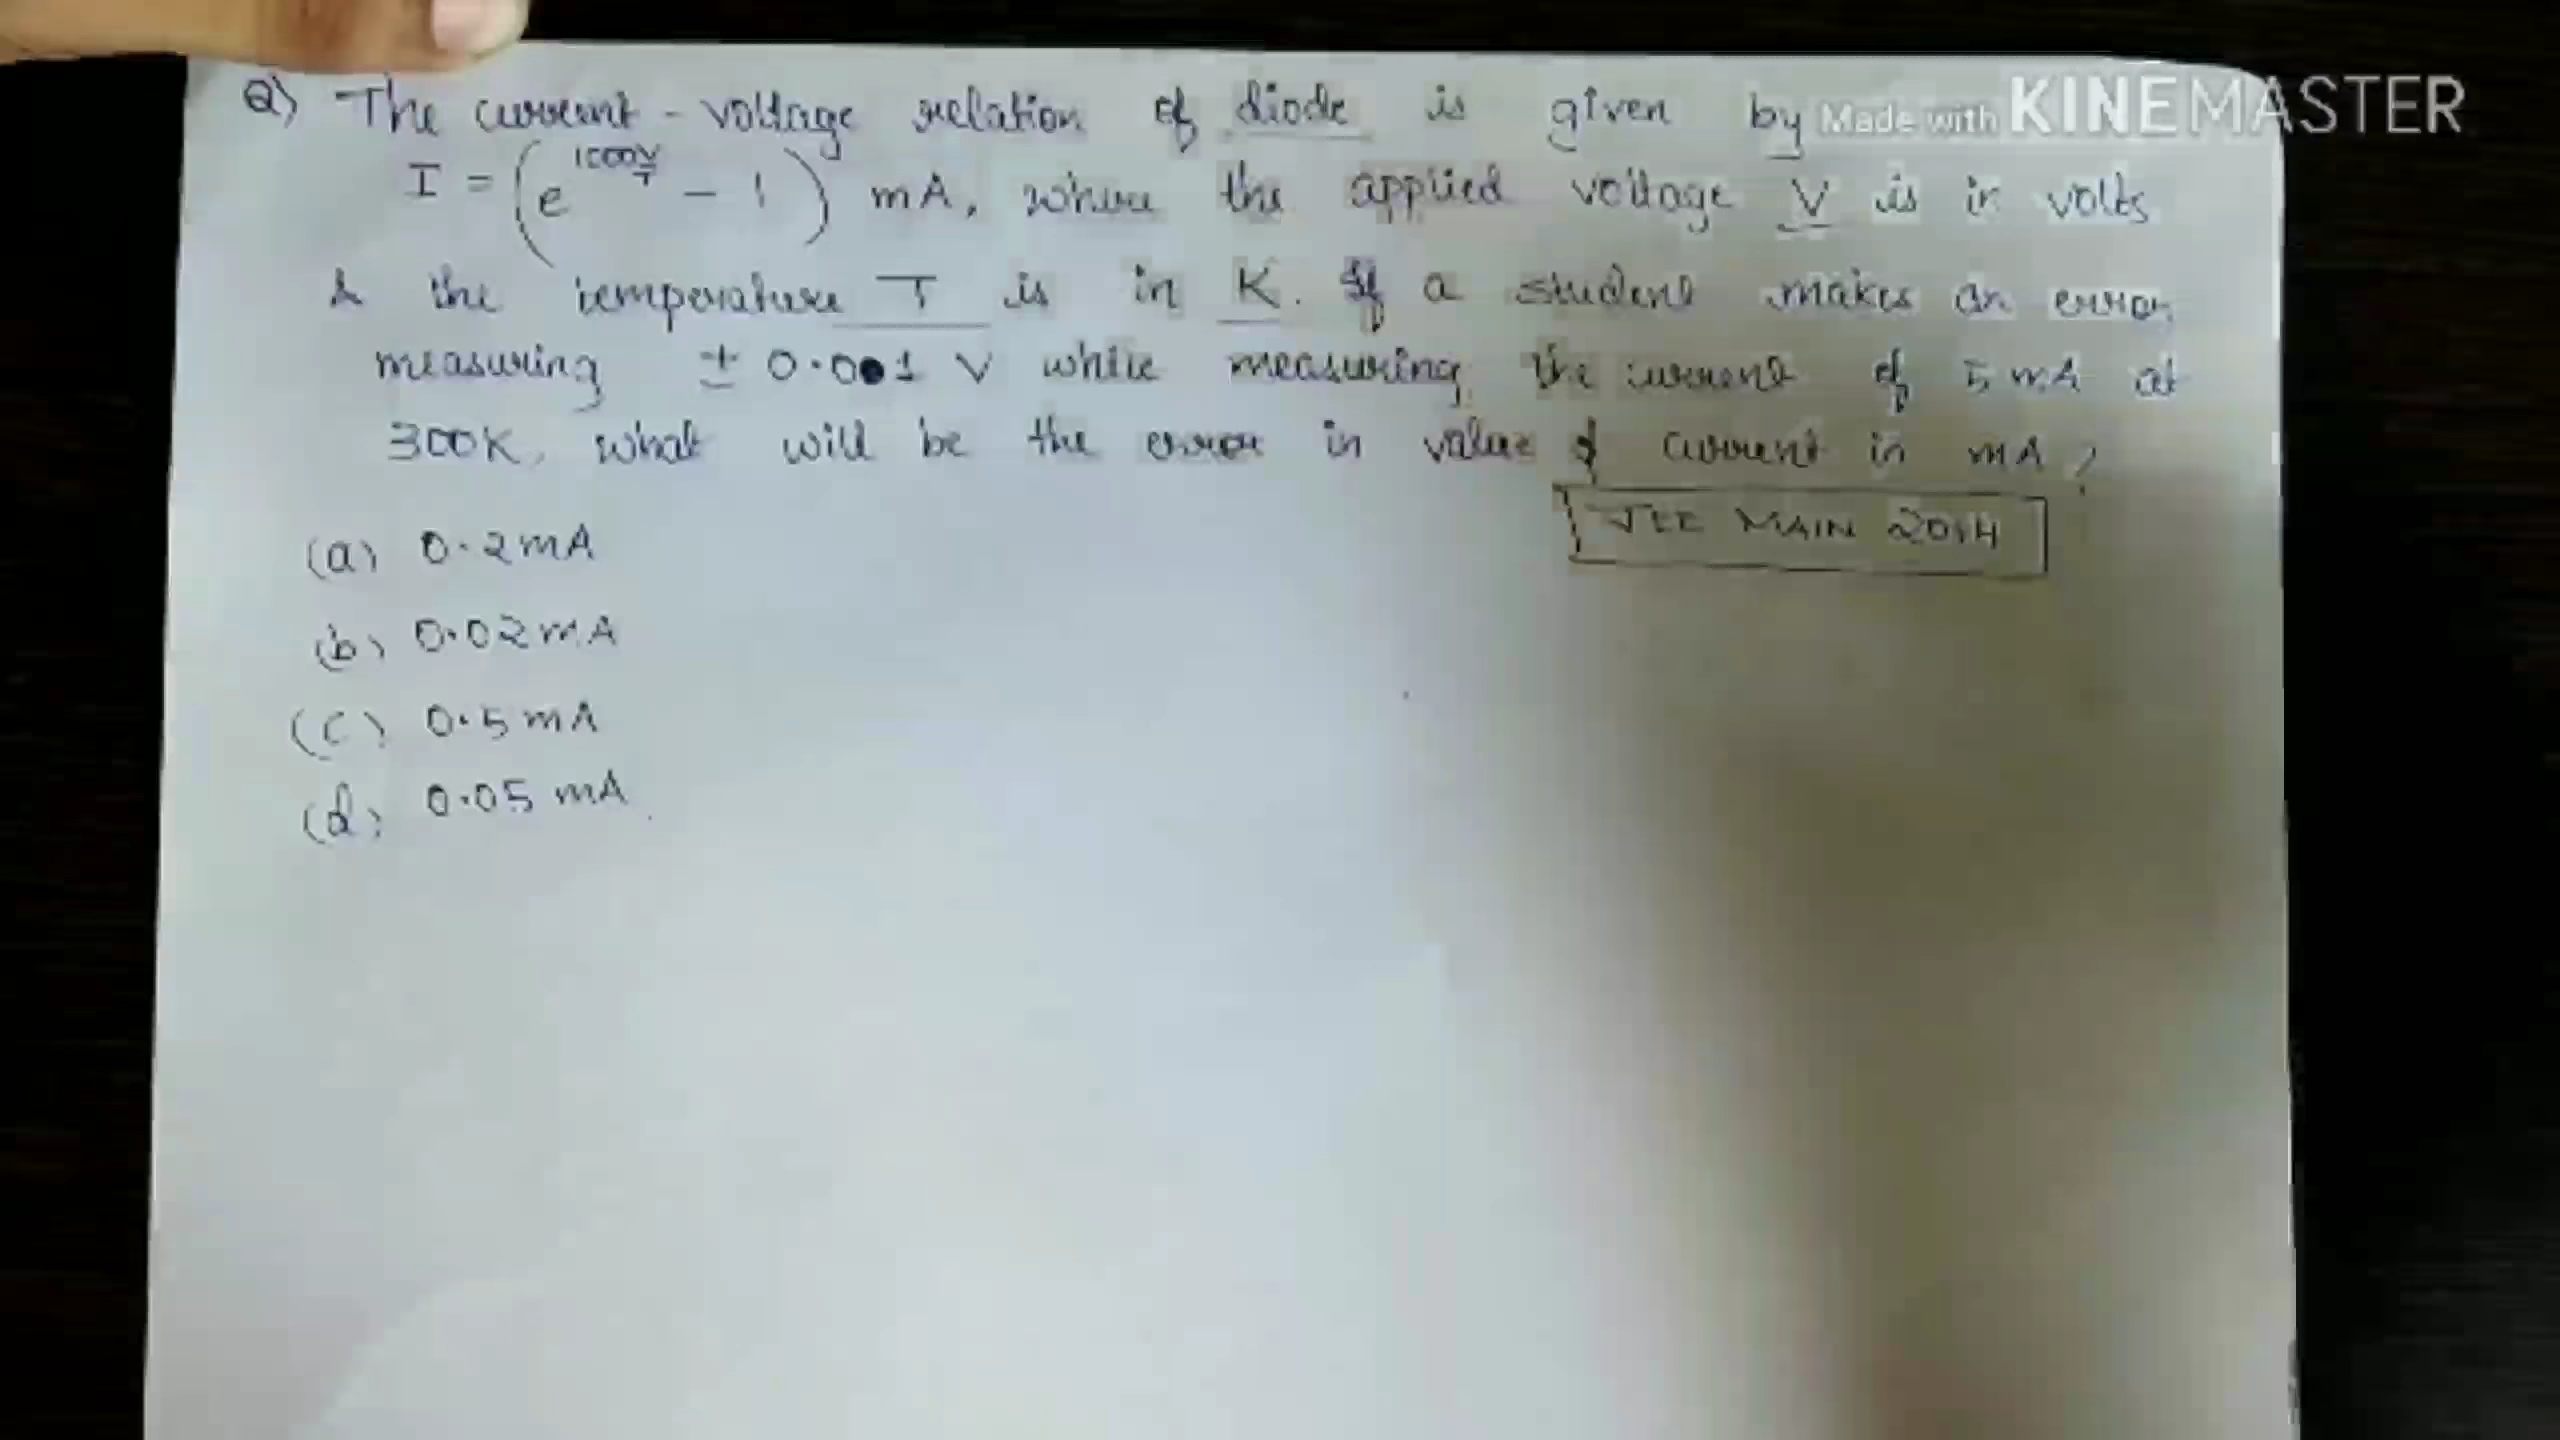 Q) The current - voltage relation of diode is given by
Made with KINEMASTER
I = (e^1000V/T - 1) mA, where the applied voltage V is in volts
& the temperature T is in K. If a student makes an error
measuring ± 0.001 V while measuring the current of 5 mA at
300K, what will be the error in value of current in mA?
JEE MAIN 2014
(a) 0.2mA
(b) 0.02mA
(c) 0.5mA
(d) 0.05 mA.